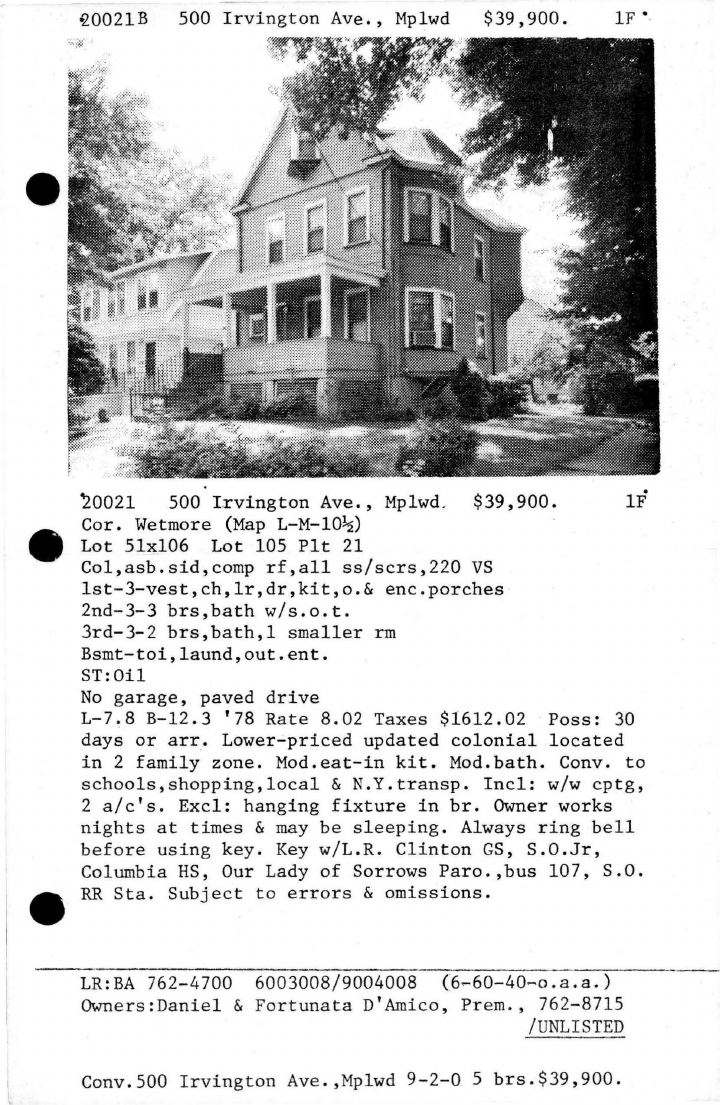 20021B 500 Irvington Ave., Mplwd $39,900. 1F
20021 500 Irvington Ave., Mplwd. $39,900. 1F
Cor. Wetmore (Map L-M-10½)
Lot 51x106 Lot 105 Plt 21
Col,asb.sid,comp rf,all ss/scrs,220 VS
1st-3-vest,ch,lr,dr,kit,o.& enc.porches
2nd-3-3 brs,bath w/s.o.t.
3rd-3-2 brs,bath,1 smaller rm
Bsmt-toi,laund,out.ent.
ST:Oil
No garage, paved drive
L-7.8 B-12.3 '78 Rate 8.02 Taxes $1612.02 Poss: 30
days or arr. Lower-priced updated colonial located
in 2 family zone. Mod.eat-in kit. Mod.bath. Conv. to
schools,shopping,local & N.Y.transp. Incl: w/w cptg,
2 a/c's. Excl: hanging fixture in br. Owner works
nights at times & may be sleeping. Always ring bell
before using key. Key w/L.R. Clinton GS, S.O.Jr,
Columbia HS, Our Lady of Sorrows Paro.,bus 107, S.O.
RR Sta. Subject to errors & omissions.
LR:BA 762-4700 6003008/9004008 (6-60-40-o.a.a.)
Owners:Daniel & Fortunata D'Amico, Prem., 762-8715
/UNLISTED
Conv.500 Irvington Ave.,Mplwd 9-2-0 5 brs.$39,900.